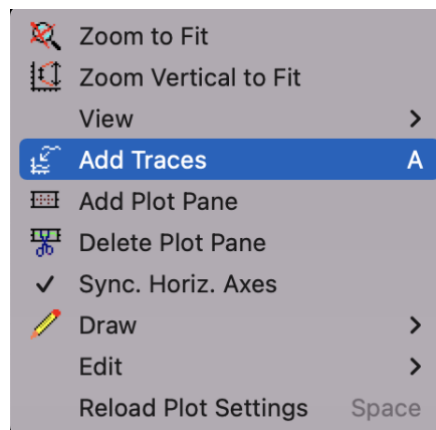 Zoom to Fit
Zoom Vertical to Fit
View
Add Traces A
Add Plot Pane
Delete Plot Pane
Sync. Horiz. Axes
Draw
Edit
Reload Plot Settings Space